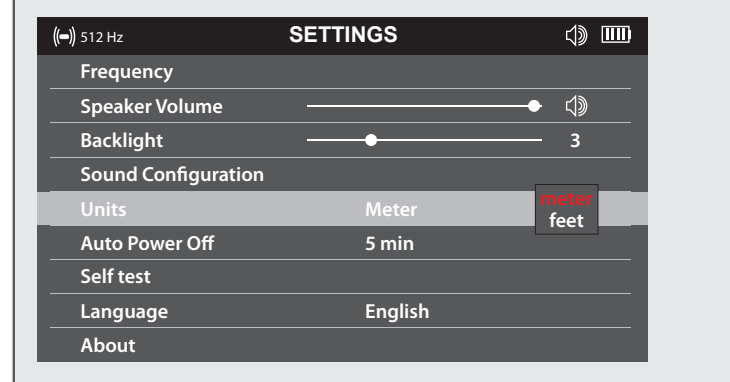 512 Hz SETTINGS
Frequency
Speaker Volume
Backlight 3
Sound Configuration
Units Meter meter
feet
Auto Power Off 5 min
Self test
Language English
About